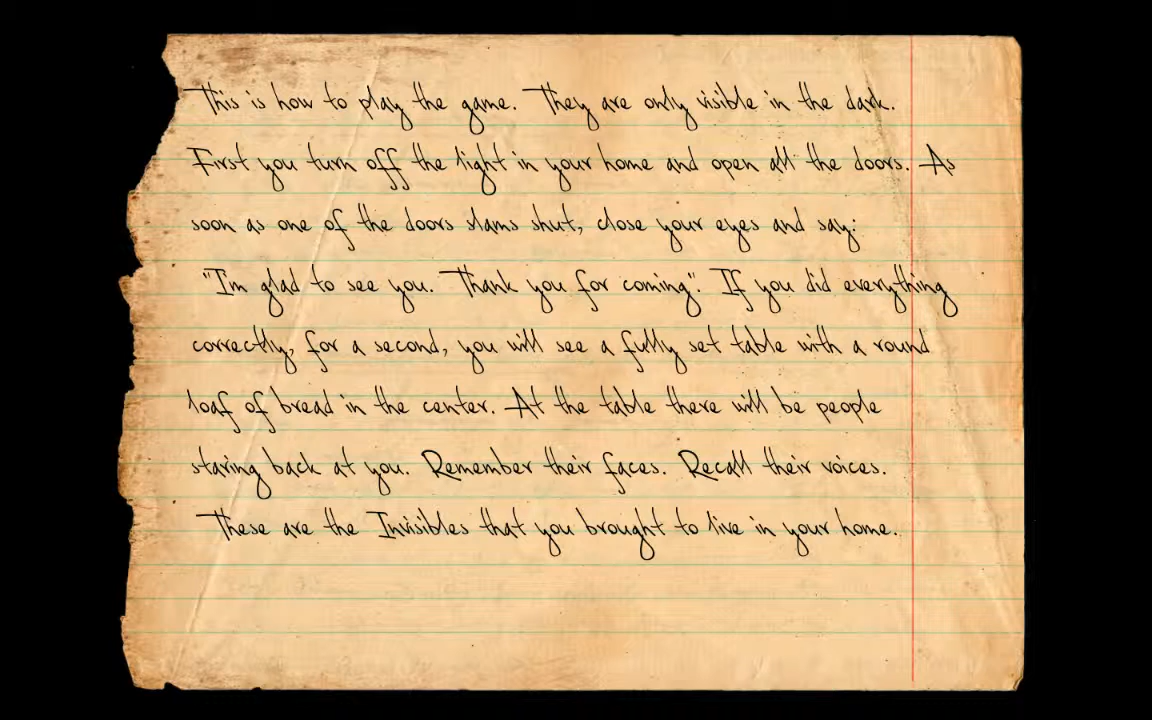 This is how to play the game. They are only visible in the dark.
First you turn off the light in your home and open all the doors. As
soon as one of the doors slams shut, close your eyes and say:
"I'm glad to see you. Thank you for coming". If you did everything
correctly, for a second, you will see a fully set table with a round
loaf of bread in the center. At the table there will be people
staring back at you. Remember their faces. Recall their voices.
These are the Invisibles that you brought to live in your home.